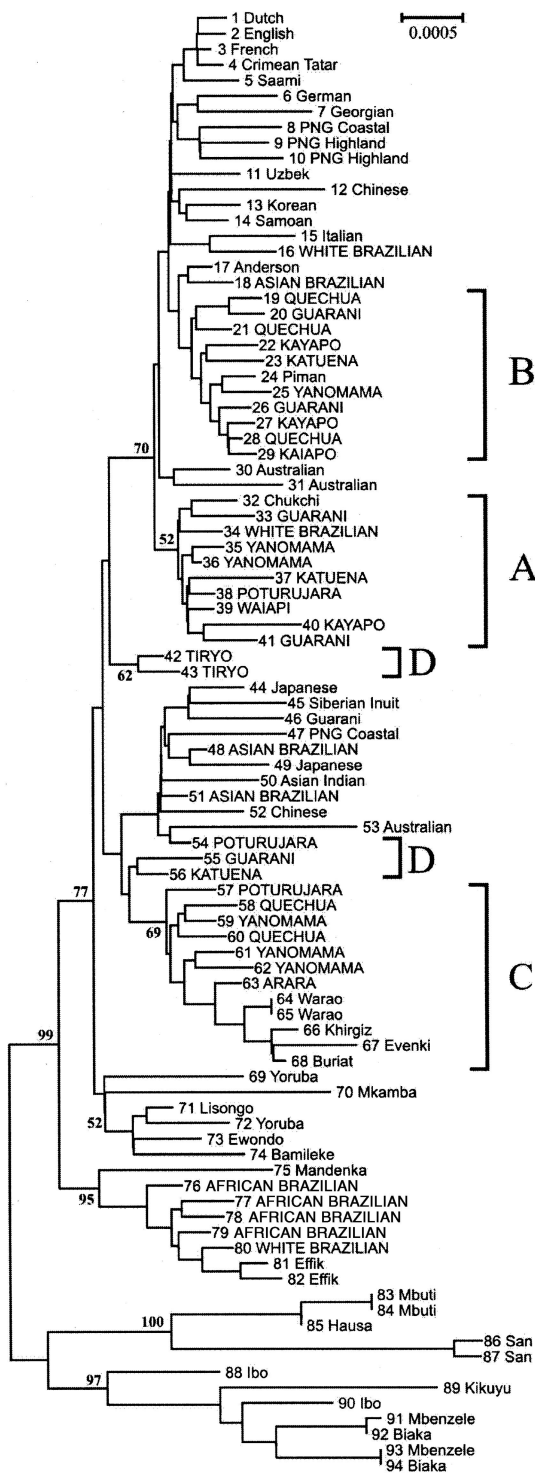 1 Dutch
0.0005
2 English
3 French
4 Crimean Tatar
5 Saami
6 German
7 Georgian
8 PNG Coastal
9 PNG Highland
10 PNG Highland
11 Uzbek
12 Chinese
13 Korean
14 Samoan
15 Italian
16 WHITE BRAZILIAN
17 Anderson
18 ASIAN BRAZILIAN
19 QUECHUA
20 GUARANI
21 QUECHUA
22 KAYAPO
23 KATUENA
B
24 Piman
25 YANOMAMA
26 GUARANI
27 KAYAPO
28 QUECHUA
29 KAIAPO
70
30 Australian
31 Australian
32 Chukchi
33 GUARANI
34 WHITE BRAZILIAN
52
35 YANOMAMA
36 YANOMAMA
A
37 KATUENA
38 POTURUJARA
39 WAIAPI
40 KAYAPO
41 GUARANI
42 TIRYO
D
43 TIRYO
62
44 Japanese
45 Siberian Inuit
46 Guarani
47 PNG Coastal
48 ASIAN BRAZILIAN
49 Japanese
50 Asian Indian
51 ASIAN BRAZILIAN
52 Chinese
53 Australian
54 POTURUJARA
D
55 GUARANI
56 KATUENA
77
57 POTURUJARA
58 QUECHUA
59 YANOMAMA
69
60 QUECHUA
61 YANOMAMA
62 YANOMAMA
C
63 ARARA
64 Warao
65 Warao
66 Khirgiz
99
67 Evenki
68 Buriat
69 Yoruba
70 Mkamba
71 Lisongo
52
72 Yoruba
73 Ewondo
74 Bamileke
75 Mandenka
95
76 AFRICAN BRAZILIAN
77 AFRICAN BRAZILIAN
78 AFRICAN BRAZILIAN
79 AFRICAN BRAZILIAN
80 WHITE BRAZILIAN
81 Effik
82 Effik
83 Mbuti
84 Mbuti
100
85 Hausa
86 San
87 San
88 Ibo
97
89 Kikuyu
90 Ibo
91 Mbenzele
92 Biaka
93 Mbenzele
94 Biaka